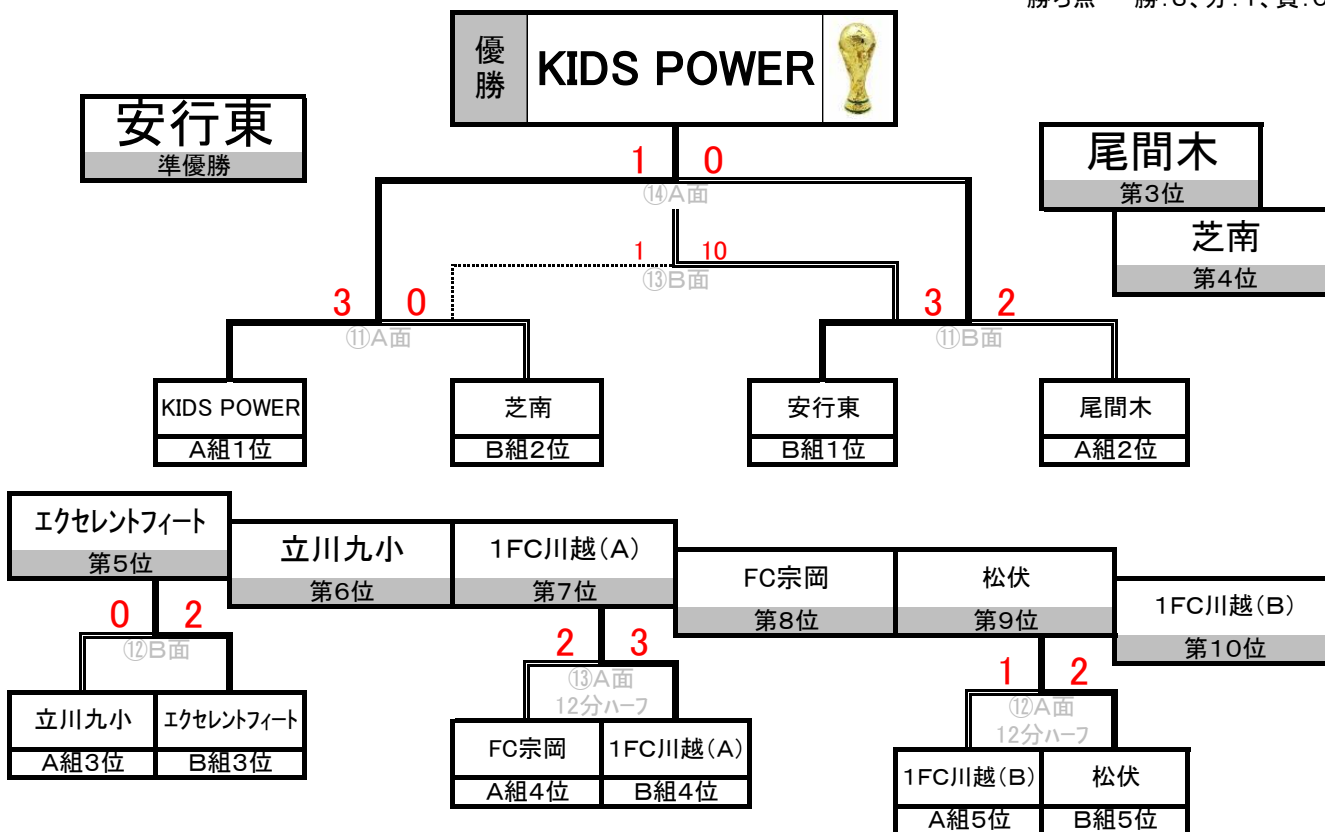 勝ち点　勝:3、分:1、負:0
優勝
KIDS POWER
安行東
準優勝
尾間木
第3位
芝南
第4位
1 0
⑭A面
1 10
⑬B面
3 0
⑪A面
3 2
⑪B面
KIDS POWER
A組1位
芝南
B組2位
安行東
B組1位
尾間木
A組2位
エクセレントフィート
第5位
立川九小
第6位
1FC川越(A)
第7位
FC宗岡
第8位
松伏
第9位
1FC川越(B)
第10位
0 2
⑫B面
立川九小
A組3位
エクセレントフィート
B組3位
2 3
⑬A面
12分ハーフ
FC宗岡
A組4位
1FC川越(A)
B組4位
1 2
⑫A面
12分ハーフ
1FC川越(B)
A組5位
松伏
B組5位